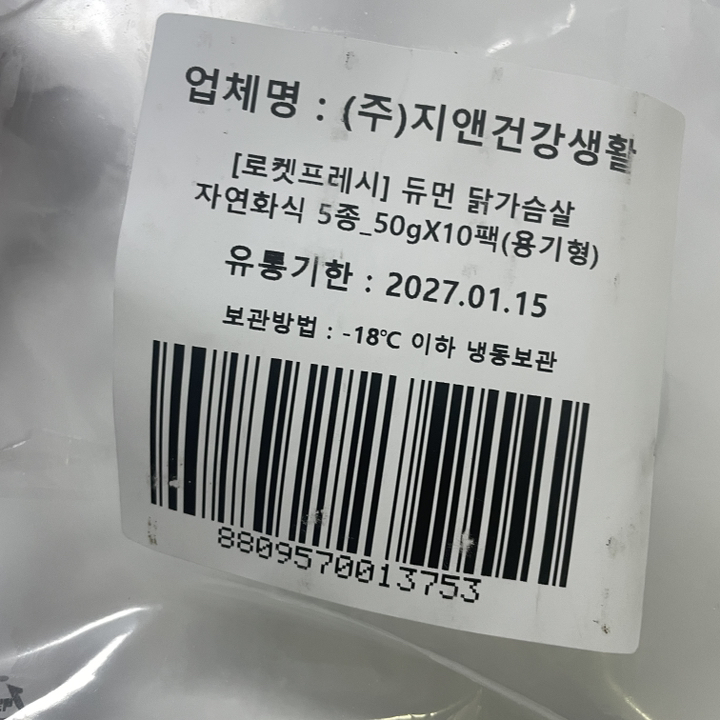 업체명 : (주)지앤건강생활
[로켓프레시] 듀먼 닭가슴살
자연화식 5종_50gX10팩(용기형)
유통기한 : 2027.01.15
보관방법 : -18℃ 이하 냉동보관
8809570013753